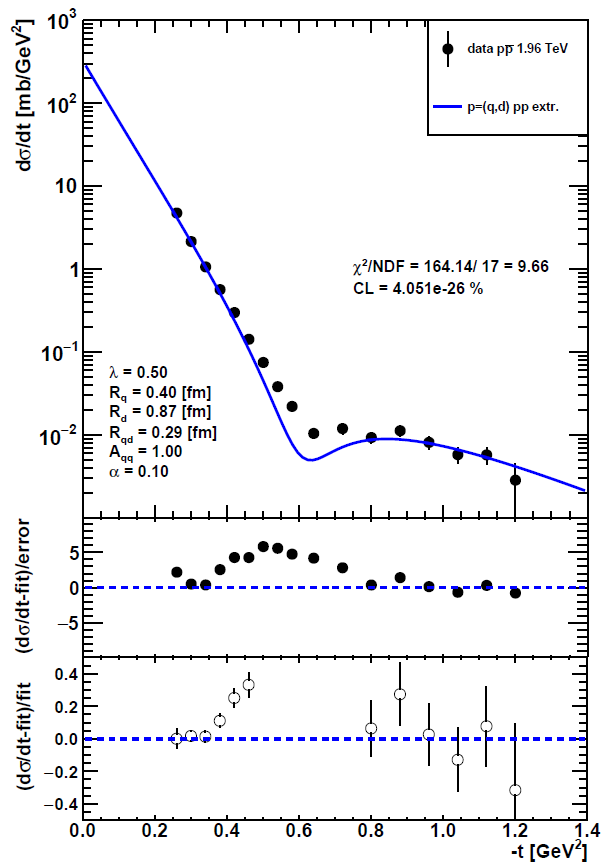 10³
10²
10
1
10⁻¹
10⁻²
dσ/dt [mb/GeV²]
data pp̅ 1.96 TeV
p=(q,d) pp extr.
χ²/NDF = 164.14/ 17 = 9.66
CL = 4.051e-26 %
λ = 0.50
R_q = 0.40 [fm]
R_d = 0.87 [fm]
R_qd = 0.29 [fm]
A_qq = 1.00
α = 0.10
(dσ/dt-fit)/error
5
0
−5
(dσ/dt-fit)/fit
0.4
0.2
0.0
−0.2
−0.4
0.0 0.2 0.4 0.6 0.8 1.0 1.2 1.4
-t [GeV²]